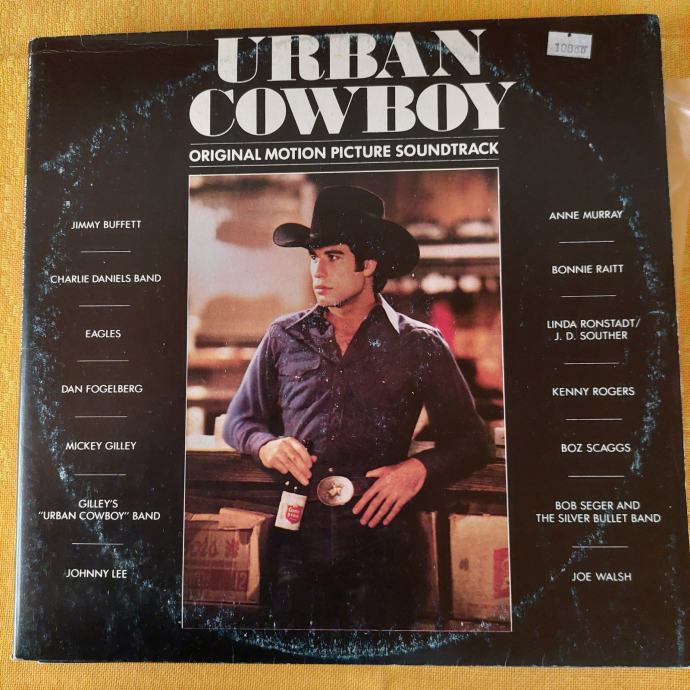 URBAN
COWBOY
ORIGINAL MOTION PICTURE SOUNDTRACK
JIMMY BUFFETT
CHARLIE DANIELS BAND
EAGLES
DAN FOGELBERG
MICKEY GILLEY
GILLEY'S
"URBAN COWBOY" BAND
JOHNNY LEE
ANNE MURRAY
BONNIE RAITT
LINDA RONSTADT/
J. D. SOUTHER
KENNY ROGERS
BOZ SCAGGS
BOB SEGER AND
THE SILVER BULLET BAND
JOE WALSH